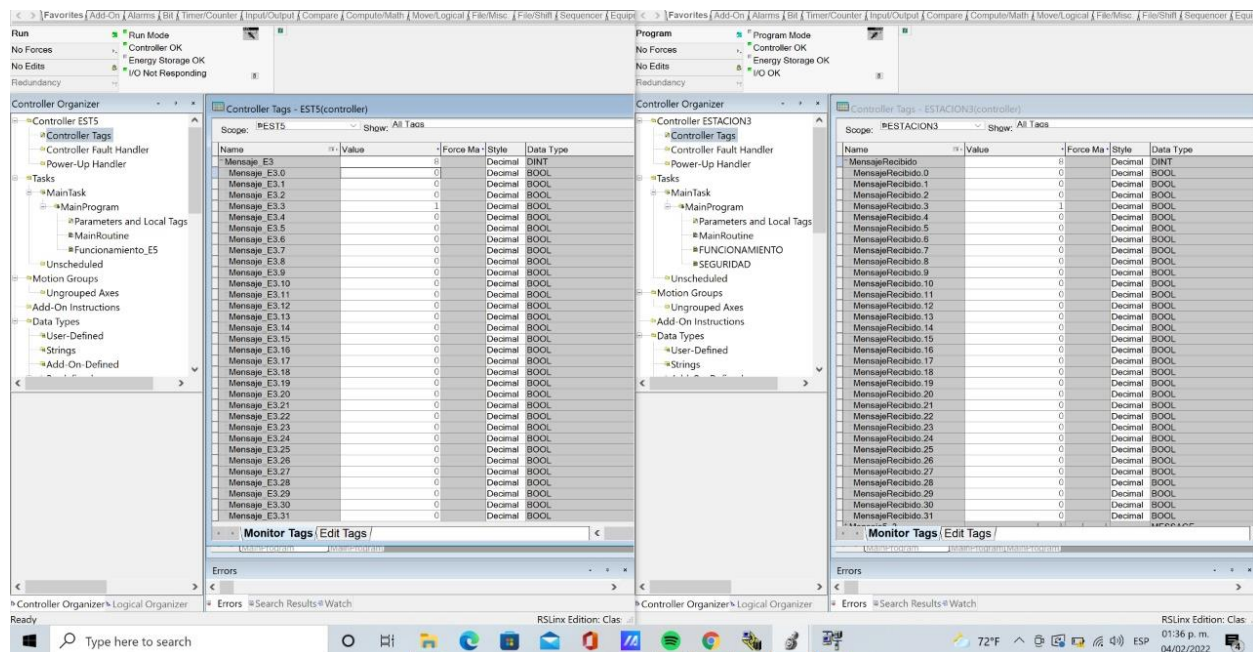 Favorites Add-On Alarms Bit Timer/Counter Input/Output Compare Compute/Math Move/Logical File/Misc. File/Shift Sequencer
Run
Run Mode
No Forces
Controller OK
Energy Storage OK
No Edits
I/O Not Responding
Redundancy
Controller Organizer
Controller EST5
Controller Tags
Controller Fault Handler
Power-Up Handler
Tasks
MainTask
MainProgram
Parameters and Local Tags
MainRoutine
Funcionamiento_E5
Unscheduled
Motion Groups
Ungrouped Axes
Add-On Instructions
Data Types
User-Defined
Strings
Add-On-Defined
Controller Organizer Logical Organizer
Controller Tags - EST5(controller)
Scope: EST5 Show: All Tags
Name Value Force Ma Style Data Type
Mensaje_E3 8 Decimal DINT
Mensaje_E3.0 0 Decimal BOOL
Mensaje_E3.1 0 Decimal BOOL
Mensaje_E3.2 0 Decimal BOOL
Mensaje_E3.3 1 Decimal BOOL
Mensaje_E3.4 0 Decimal BOOL
Mensaje_E3.5 0 Decimal BOOL
Mensaje_E3.6 0 Decimal BOOL
Mensaje_E3.7 0 Decimal BOOL
Mensaje_E3.8 0 Decimal BOOL
Mensaje_E3.9 0 Decimal BOOL
Mensaje_E3.10 0 Decimal BOOL
Mensaje_E3.11 0 Decimal BOOL
Mensaje_E3.12 0 Decimal BOOL
Mensaje_E3.13 0 Decimal BOOL
Mensaje_E3.14 0 Decimal BOOL
Mensaje_E3.15 0 Decimal BOOL
Mensaje_E3.16 0 Decimal BOOL
Mensaje_E3.17 0 Decimal BOOL
Mensaje_E3.18 0 Decimal BOOL
Mensaje_E3.19 0 Decimal BOOL
Mensaje_E3.20 0 Decimal BOOL
Mensaje_E3.21 0 Decimal BOOL
Mensaje_E3.22 0 Decimal BOOL
Mensaje_E3.23 0 Decimal BOOL
Mensaje_E3.24 0 Decimal BOOL
Mensaje_E3.25 0 Decimal BOOL
Mensaje_E3.26 0 Decimal BOOL
Mensaje_E3.27 0 Decimal BOOL
Mensaje_E3.28 0 Decimal BOOL
Mensaje_E3.29 0 Decimal BOOL
Mensaje_E3.30 0 Decimal BOOL
Mensaje_E3.31 0 Decimal BOOL
Monitor Tags Edit Tags
Errors
Errors Search Results Watch
Ready
RSLinx Edition: Clas
Favorites Add-On Alarms Bit Timer/Counter Input/Output Compare Compute/Math Move/Logical File/Misc. File/Shift Sequencer
Program
Program Mode
No Forces
Controller OK
Energy Storage OK
No Edits
I/O OK
Redundancy
Controller Organizer
Controller ESTACION3
Controller Tags
Controller Fault Handler
Power-Up Handler
Tasks
MainTask
MainProgram
Parameters and Local Tags
MainRoutine
FUNCIONAMIENTO
SEGURIDAD
Unscheduled
Motion Groups
Ungrouped Axes
Add-On Instructions
Data Types
User-Defined
Strings
Controller Organizer Logical Organizer
Controller Tags - ESTACION3(controller)
Scope: ESTACION3 Show: All Tags
Name Value Force Ma Style Data Type
MensajeRecibido 8 Decimal DINT
MensajeRecibido.0 0 Decimal BOOL
MensajeRecibido.1 0 Decimal BOOL
MensajeRecibido.2 0 Decimal BOOL
MensajeRecibido.3 1 Decimal BOOL
MensajeRecibido.4 0 Decimal BOOL
MensajeRecibido.5 0 Decimal BOOL
MensajeRecibido.6 0 Decimal BOOL
MensajeRecibido.7 0 Decimal BOOL
MensajeRecibido.8 0 Decimal BOOL
MensajeRecibido.9 0 Decimal BOOL
MensajeRecibido.10 0 Decimal BOOL
MensajeRecibido.11 0 Decimal BOOL
MensajeRecibido.12 0 Decimal BOOL
MensajeRecibido.13 0 Decimal BOOL
MensajeRecibido.14 0 Decimal BOOL
MensajeRecibido.15 0 Decimal BOOL
MensajeRecibido.16 0 Decimal BOOL
MensajeRecibido.17 0 Decimal BOOL
MensajeRecibido.18 0 Decimal BOOL
MensajeRecibido.19 0 Decimal BOOL
MensajeRecibido.20 0 Decimal BOOL
MensajeRecibido.21 0 Decimal BOOL
MensajeRecibido.22 0 Decimal BOOL
MensajeRecibido.23 0 Decimal BOOL
MensajeRecibido.24 0 Decimal BOOL
MensajeRecibido.25 0 Decimal BOOL
MensajeRecibido.26 0 Decimal BOOL
MensajeRecibido.27 0 Decimal BOOL
MensajeRecibido.28 0 Decimal BOOL
MensajeRecibido.29 0 Decimal BOOL
MensajeRecibido.30 0 Decimal BOOL
MensajeRecibido.31 0 Decimal BOOL
Monitor Tags Edit Tags
Errors
Errors Search Results Watch
RSLinx Edition: Clas
Type here to search
72°F
ESP
01:36 p. m.
04/02/2022